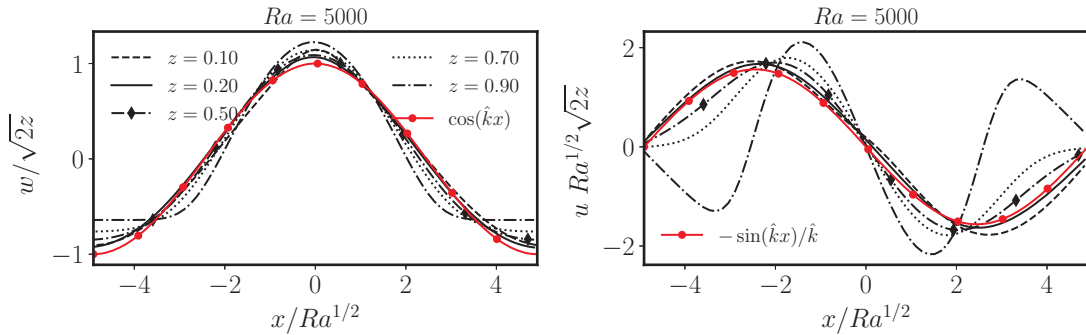 Ra = 5000
z = 0.10
z = 0.20
z = 0.50
z = 0.70
z = 0.90
cos(k̂x)
1
0
−1
w/√2z
−4 −2 0 2 4
x/Ra^{1/2}
Ra = 5000
2
0
−2
u Ra^{1/2}√2z
− sin(k̂x)/k̂
−4 −2 0 2 4
x/Ra^{1/2}